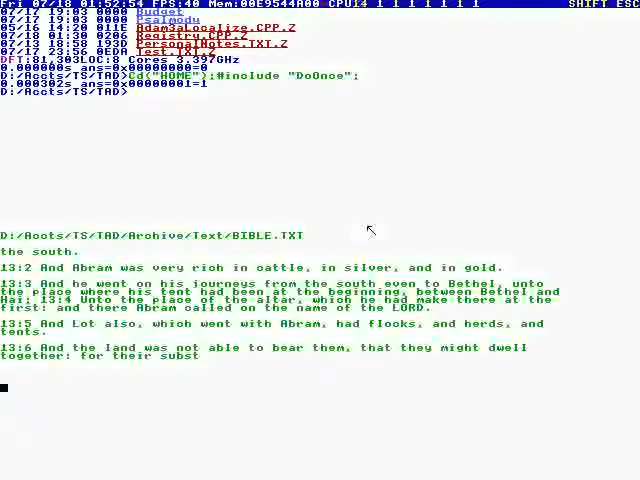 Fri 07/18 01:52:54 FPS:40 Mem:00E9544A00 CPU14 1 1 1 1 1 1 1 SHIFT ESC
07/17 19:03 0000 Budget
07/17 19:03 0000 Psalmody
05/16 14:20 011E Adam3aLocalize.CPP.Z
07/18 01:30 0206 Registry.CPP.Z
07/13 18:58 193D PersonalNotes.TXT.Z
07/17 23:56 0EDA Test.TXT.Z
DFT:81,303LOC:8 Cores 3.397GHz
0.000000s ans=0x00000000=0
D:/Accts/TS/TAD>Cd("HOME");#include "DoOnce";
0.000302s ans=0x00000001=1
D:/Accts/TS/TAD>
D:/Accts/TS/TAD/Archive/Text/BIBLE.TXT
the south.
13:2 And Abram was very rich in cattle, in silver, and in gold.
13:3 And he went on his journeys from the south even to Bethel, unto
the place where his tent had been at the beginning, between Bethel and
Hai; 13:4 Unto the place of the altar, which he had make there at the
first: and there Abram called on the name of the LORD.
13:5 And Lot also, which went with Abram, had flocks, and herds, and
tents.
13:6 And the land was not able to bear them, that they might dwell
together: for their subst